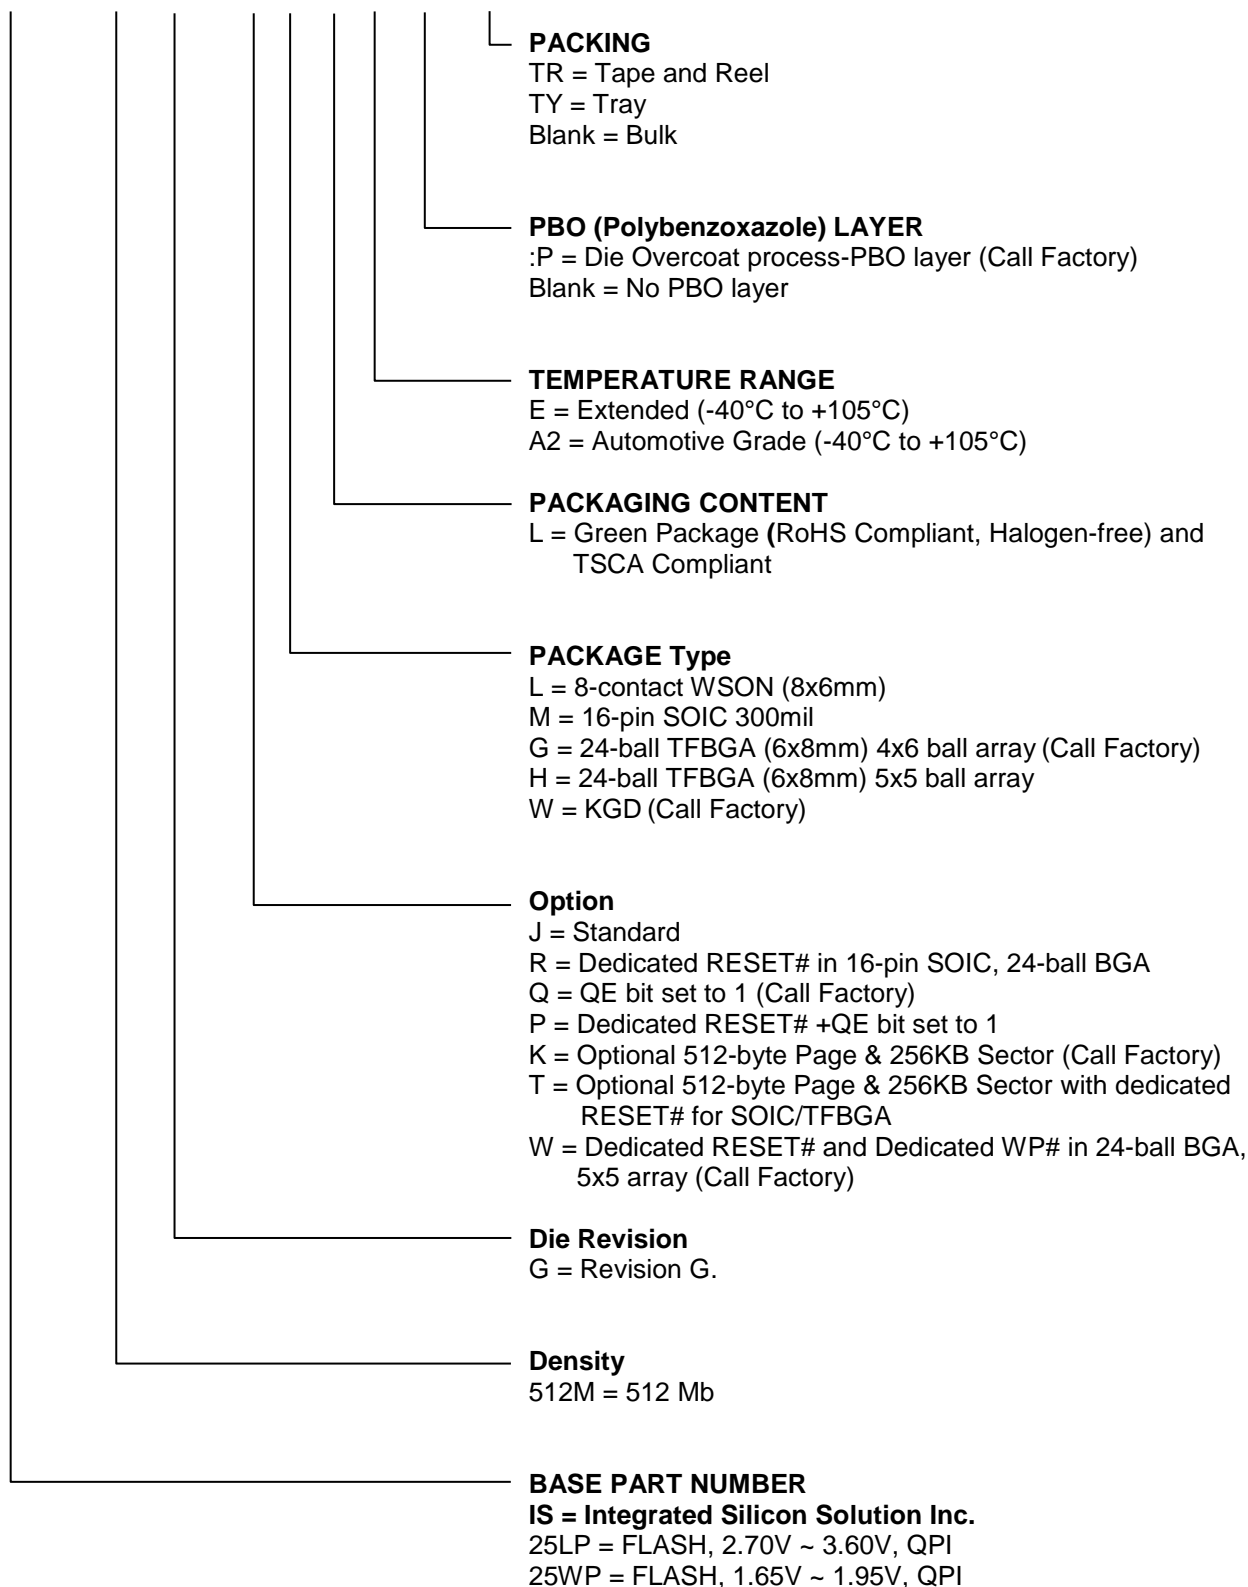 PACKING
TR = Tape and Reel
TY = Tray
Blank = Bulk
PBO (Polybenzoxazole) LAYER
:P = Die Overcoat process-PBO layer (Call Factory)
Blank = No PBO layer
TEMPERATURE RANGE
E = Extended (-40°C to +105°C)
A2 = Automotive Grade (-40°C to +105°C)
PACKAGING CONTENT
L = Green Package (RoHS Compliant, Halogen-free) and
TSCA Compliant
PACKAGE Type
L = 8-contact WSON (8x6mm)
M = 16-pin SOIC 300mil
G = 24-ball TFBGA (6x8mm) 4x6 ball array (Call Factory)
H = 24-ball TFBGA (6x8mm) 5x5 ball array
W = KGD (Call Factory)
Option
J = Standard
R = Dedicated RESET# in 16-pin SOIC, 24-ball BGA
Q = QE bit set to 1 (Call Factory)
P = Dedicated RESET# +QE bit set to 1
K = Optional 512-byte Page & 256KB Sector (Call Factory)
T = Optional 512-byte Page & 256KB Sector with dedicated
RESET# for SOIC/TFBGA
W = Dedicated RESET# and Dedicated WP# in 24-ball BGA,
5x5 array (Call Factory)
Die Revision
G = Revision G.
Density
512M = 512 Mb
BASE PART NUMBER
IS = Integrated Silicon Solution Inc.
25LP = FLASH, 2.70V ~ 3.60V, QPI
25WP = FLASH, 1.65V ~ 1.95V, QPI